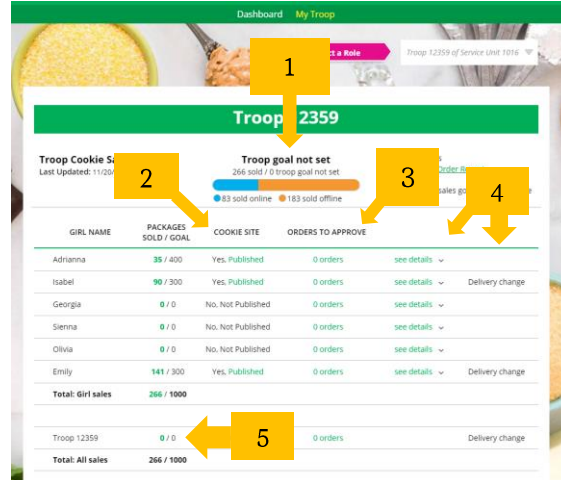 Dashboard My Troop
ct a Role
Troop 12359 of Service Unit 1016
1
Troop 2359
Troop Cookie Sa
Last Updated: 11/20/
Troop goal not set
266 sold / 0 troop goal not set
83 sold online 183 sold offline
s
Order
sales go
e
2
3
4
GIRL NAME PACKAGES SOLD / GOAL COOKIE SITE ORDERS TO APPROVE
Adrianna 35 / 400 Yes, Published 0 orders see details
Isabel 90 / 300 Yes, Published 0 orders see details Delivery change
Georgia 0 / 0 No, Not Published 0 orders see details
Sienna 0 / 0 No, Not Published 0 orders see details
Olivia 0 / 0 No, Not Published 0 orders see details
Emily 141 / 300 Yes, Published 0 orders see details Delivery change
Total: Girl sales 266 / 1000
Troop 12359 0 / 0 5 0 orders Delivery change
Total: All sales 266 / 1000